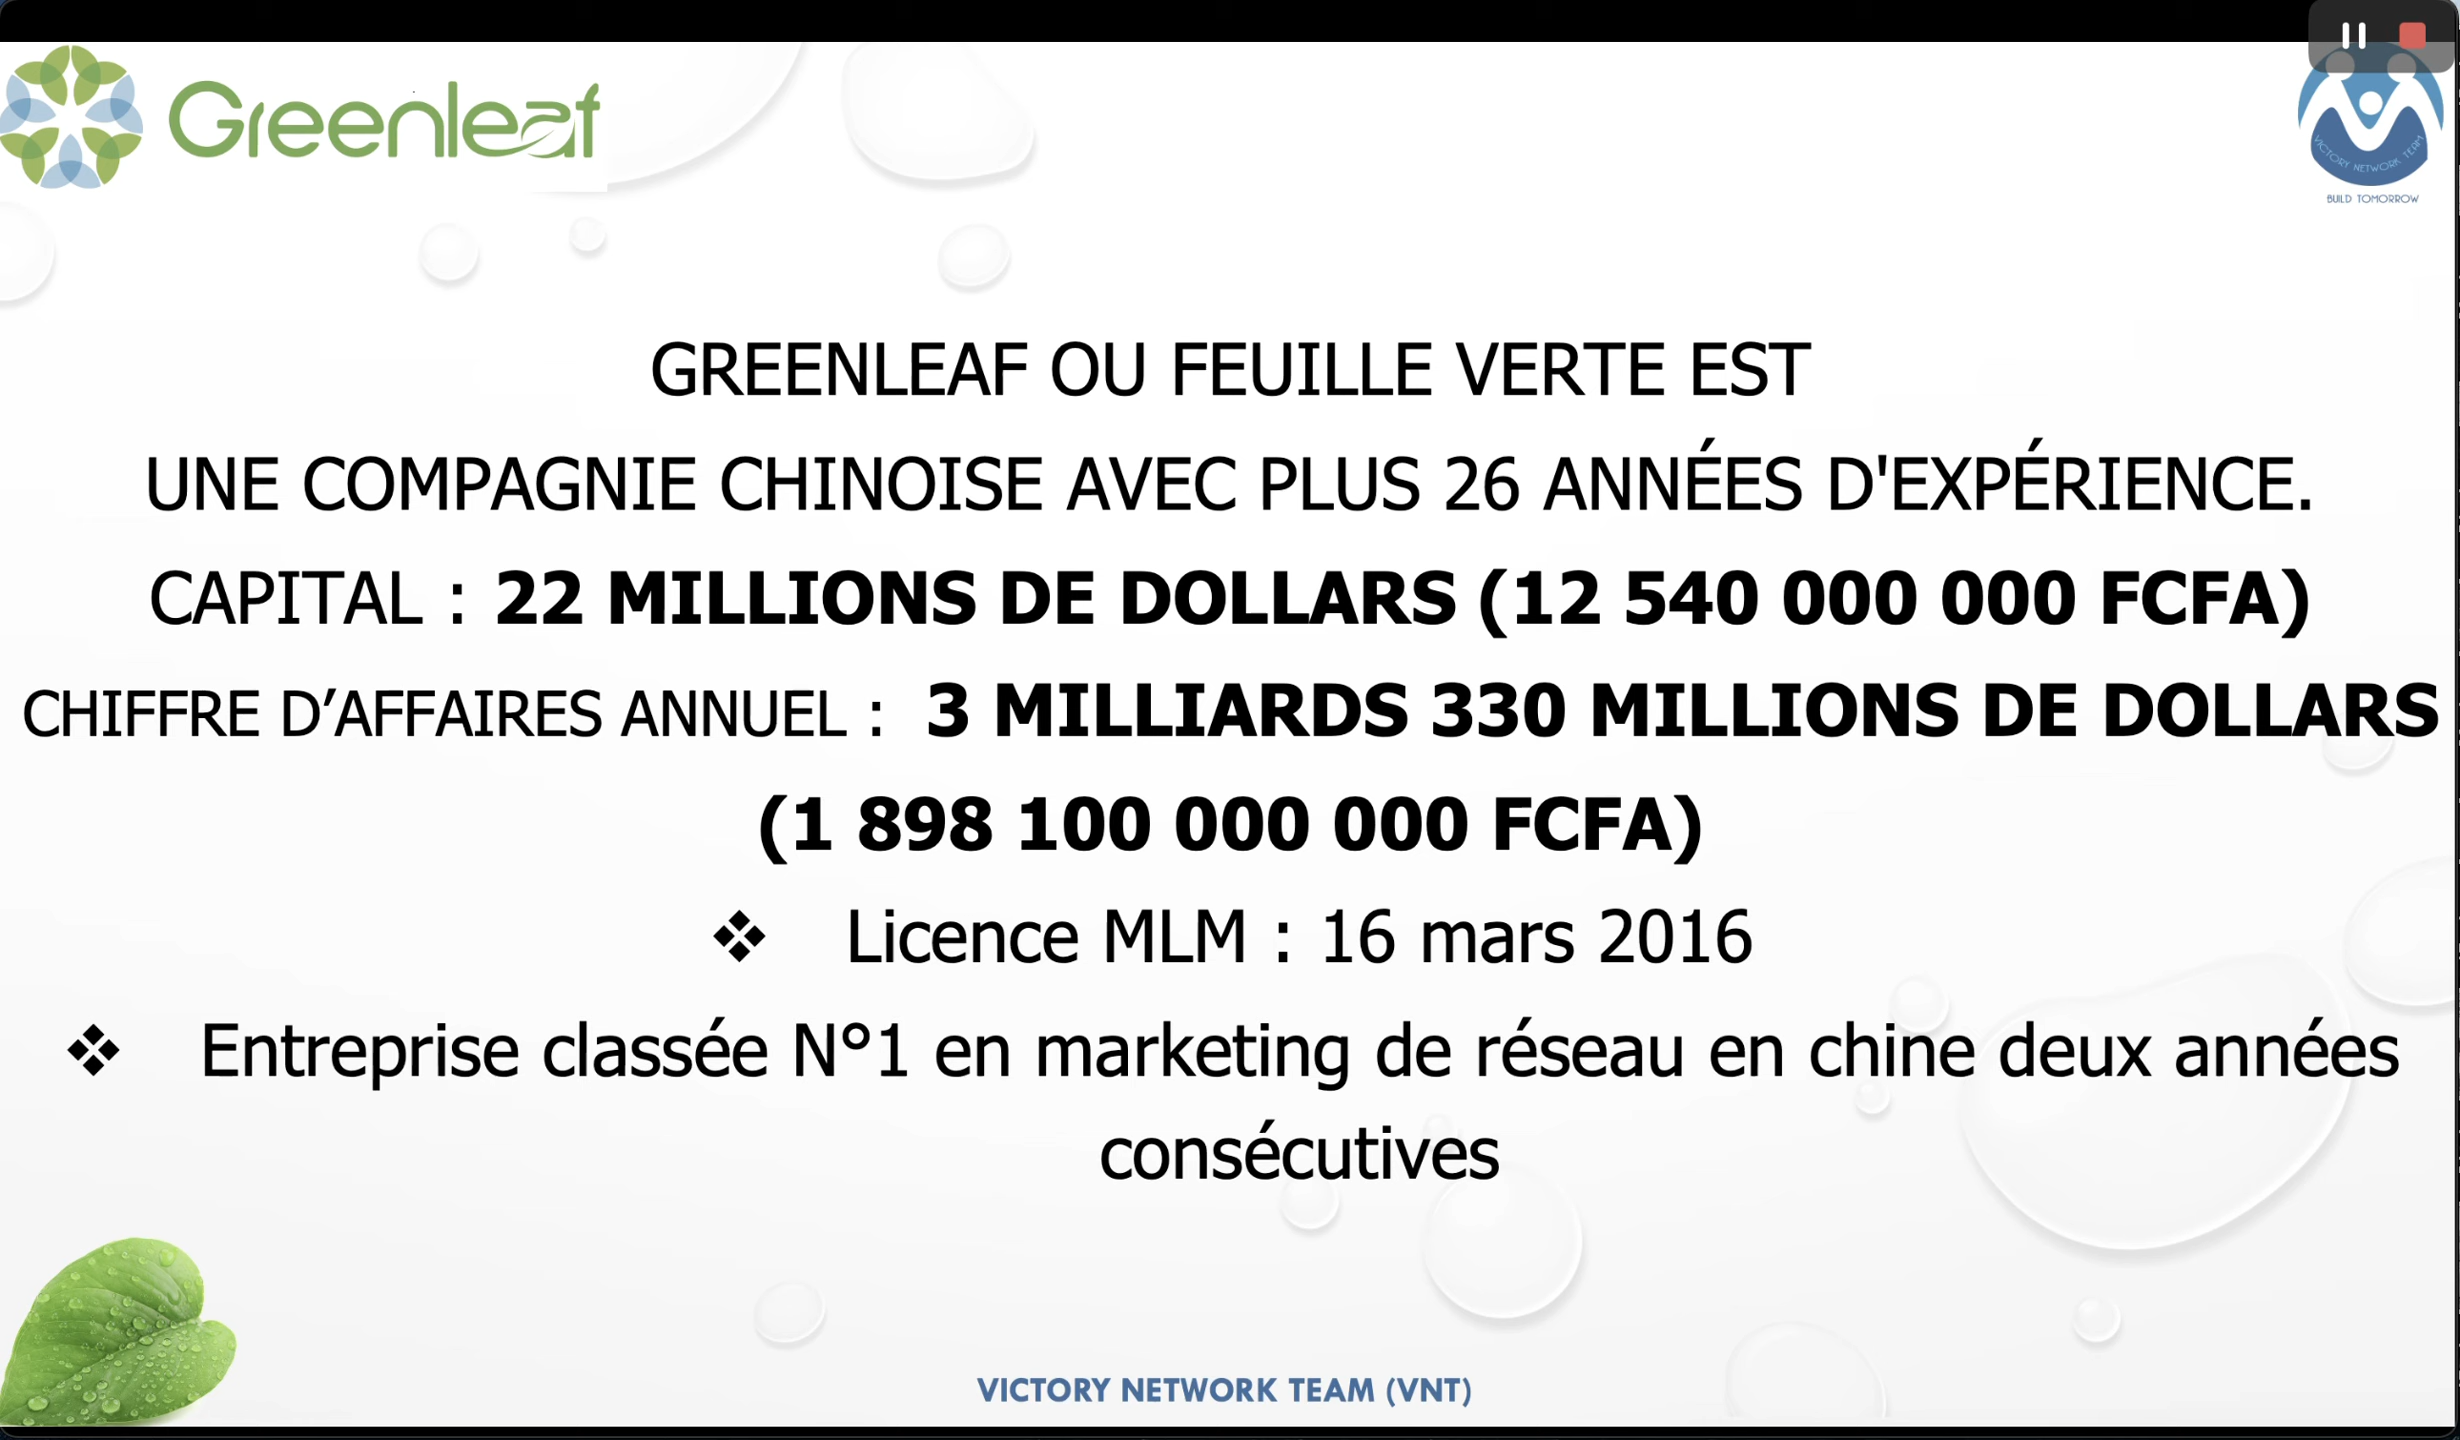 Greenleaf
VICTORY NETWORK TEAM
BUILD TOMORROW
GREENLEAF OU FEUILLE VERTE EST
UNE COMPAGNIE CHINOISE AVEC PLUS 26 ANNÉES D'EXPÉRIENCE.
CAPITAL : 22 MILLIONS DE DOLLARS (12 540 000 000 FCFA)
CHIFFRE D’AFFAIRES ANNUEL : 3 MILLIARDS 330 MILLIONS DE DOLLARS
(1 898 100 000 000 FCFA)
❖ Licence MLM : 16 mars 2016
❖ Entreprise classée N°1 en marketing de réseau en chine deux années
consécutives
VICTORY NETWORK TEAM (VNT)